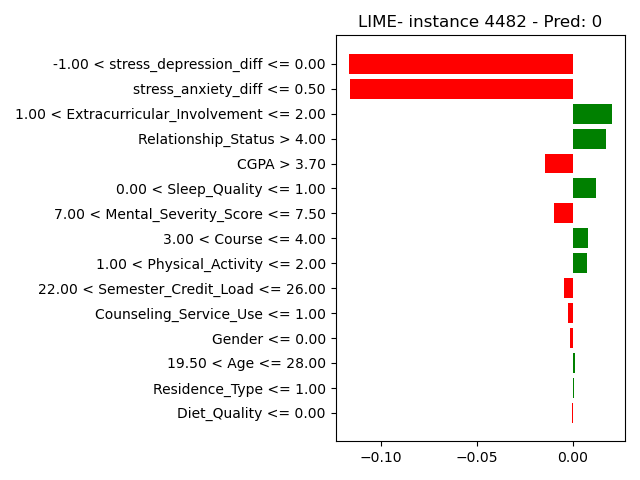 LIME- instance 4482 - Pred: 0
-1.00 < stress_depression_diff <= 0.00
stress_anxiety_diff <= 0.50
1.00 < Extracurricular_Involvement <= 2.00
Relationship_Status > 4.00
CGPA > 3.70
0.00 < Sleep_Quality <= 1.00
7.00 < Mental_Severity_Score <= 7.50
3.00 < Course <= 4.00
1.00 < Physical_Activity <= 2.00
22.00 < Semester_Credit_Load <= 26.00
Counseling_Service_Use <= 1.00
Gender <= 0.00
19.50 < Age <= 28.00
Residence_Type <= 1.00
Diet_Quality <= 0.00
−0.10 −0.05 0.00